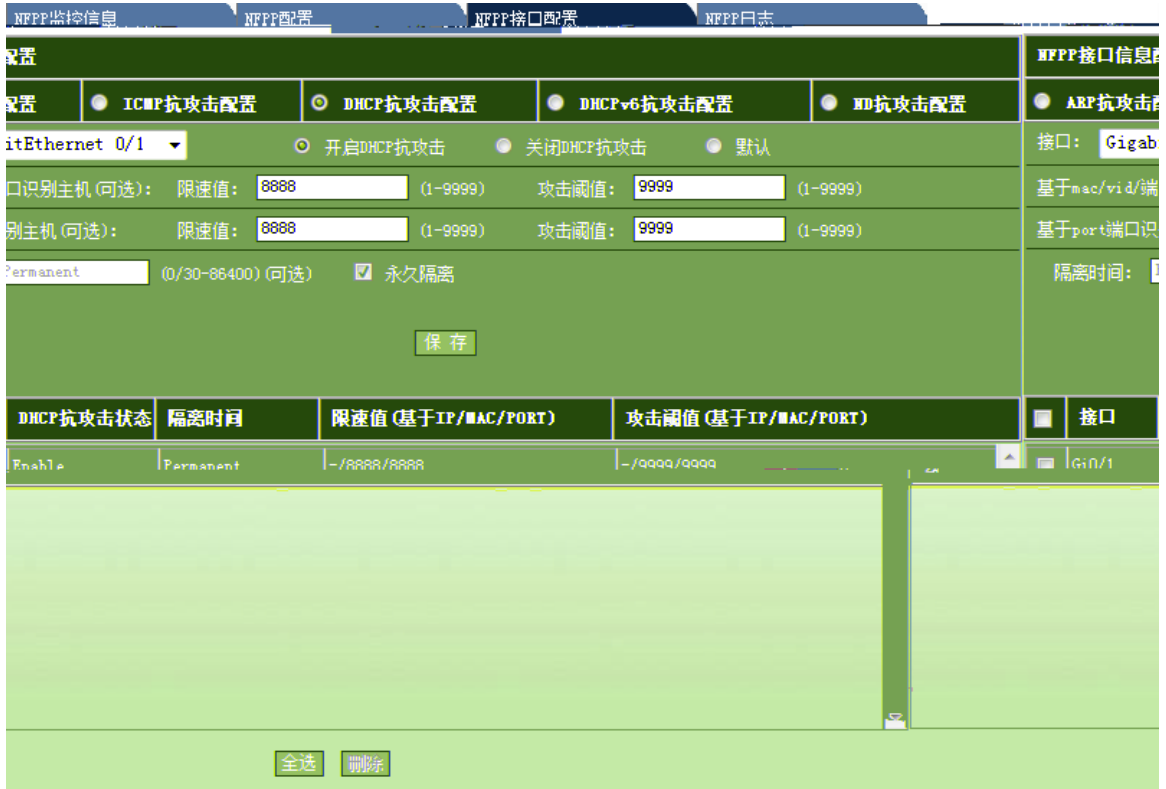 NFPP监控信息 NFPP配置 NFPP接口配置 NFPP日志
配置 NFPP接口信息配
配置 ICMP抗攻击配置 DHCP抗攻击配置 DHCPv6抗攻击配置 ND抗攻击配置 ARP抗攻击配
itEthernet 0/1 开启DHCP抗攻击 关闭DHCP抗攻击 默认 接口: Gigab
口识别主机(可选): 限速值: 8888 (1-9999) 攻击阈值: 9999 (1-9999) 基于mac/vid/端
别主机(可选): 限速值: 8888 (1-9999) 攻击阈值: 9999 (1-9999) 基于port端口识
Permanent (0/30-86400)(可选) 永久隔离 隔离时间:
保存
DHCP抗攻击状态 隔离时间 限速值(基于IP/MAC/PORT) 攻击阈值(基于IP/MAC/PORT) 接口
Enable Permanent -/8888/8888 -/9999/9999 Gi0/1
全选 删除